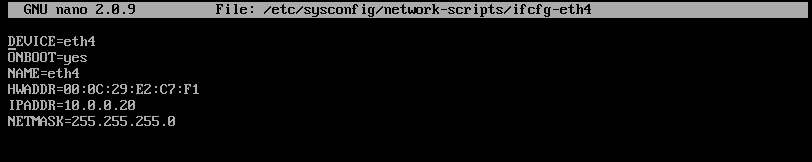 GNU nano 2.0.9 File: /etc/sysconfig/network-scripts/ifcfg-eth4
DEVICE=eth4
ONBOOT=yes
NAME=eth4
HWADDR=00:0C:29:E2:C7:F1
IPADDR=10.0.0.20
NETMASK=255.255.255.0